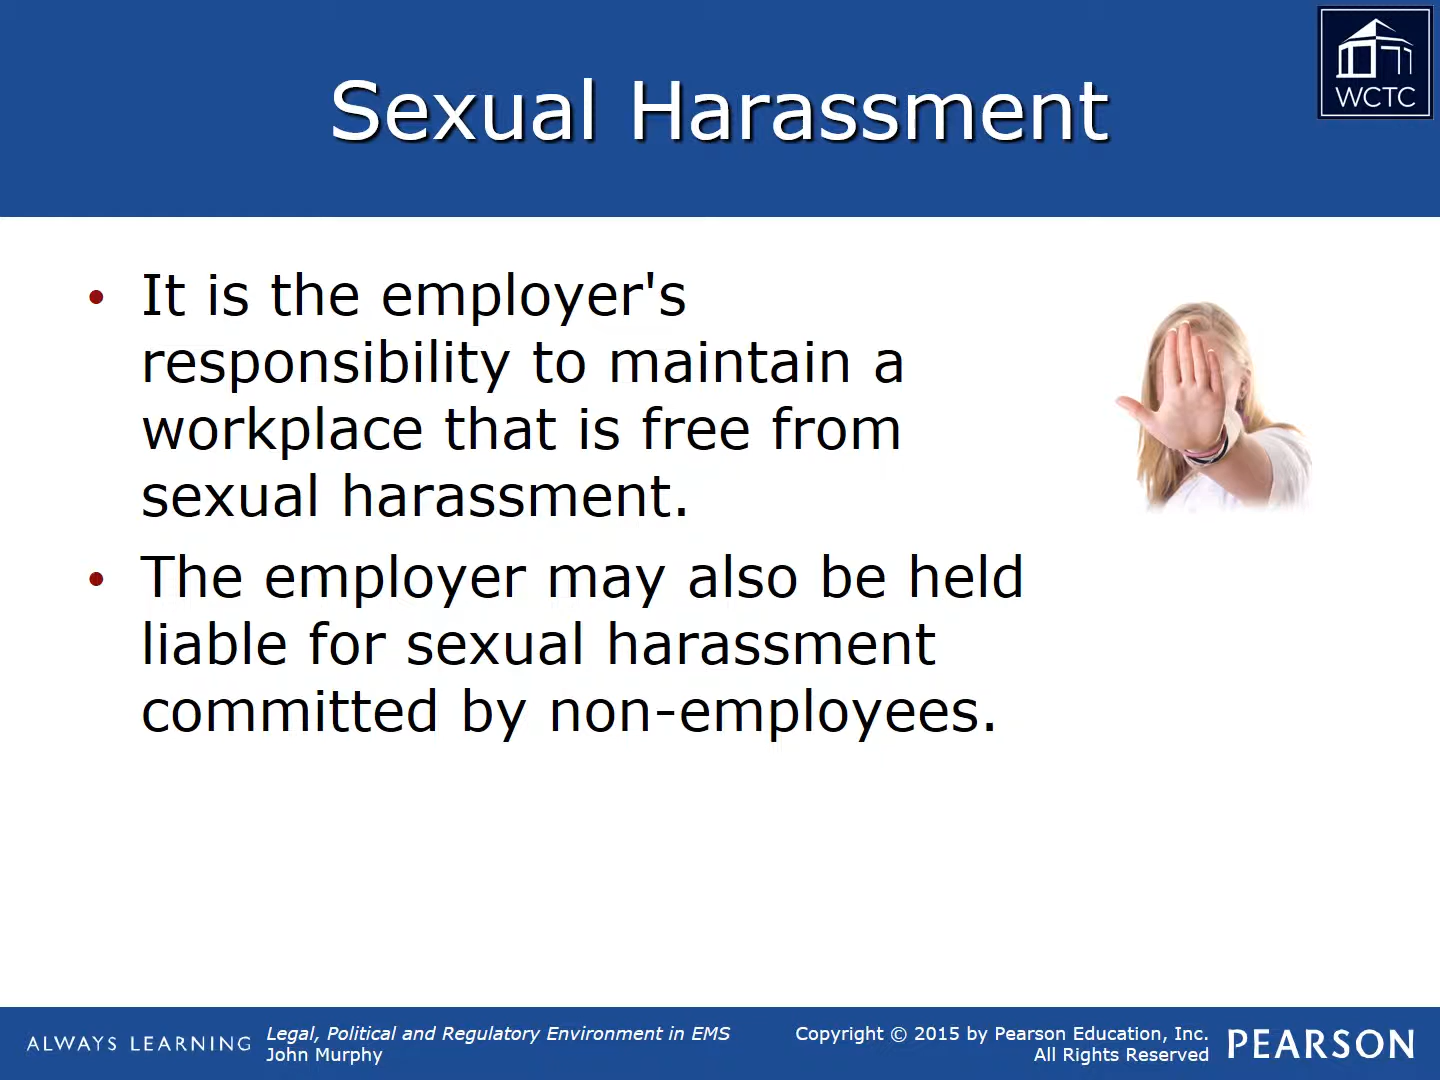 Sexual Harassment
WCTC
• It is the employer's
responsibility to maintain a
workplace that is free from
sexual harassment.
• The employer may also be held
liable for sexual harassment
committed by non-employees.
ALWAYS LEARNING
Legal, Political and Regulatory Environment in EMS
John Murphy
Copyright © 2015 by Pearson Education, Inc.
All Rights Reserved
PEARSON